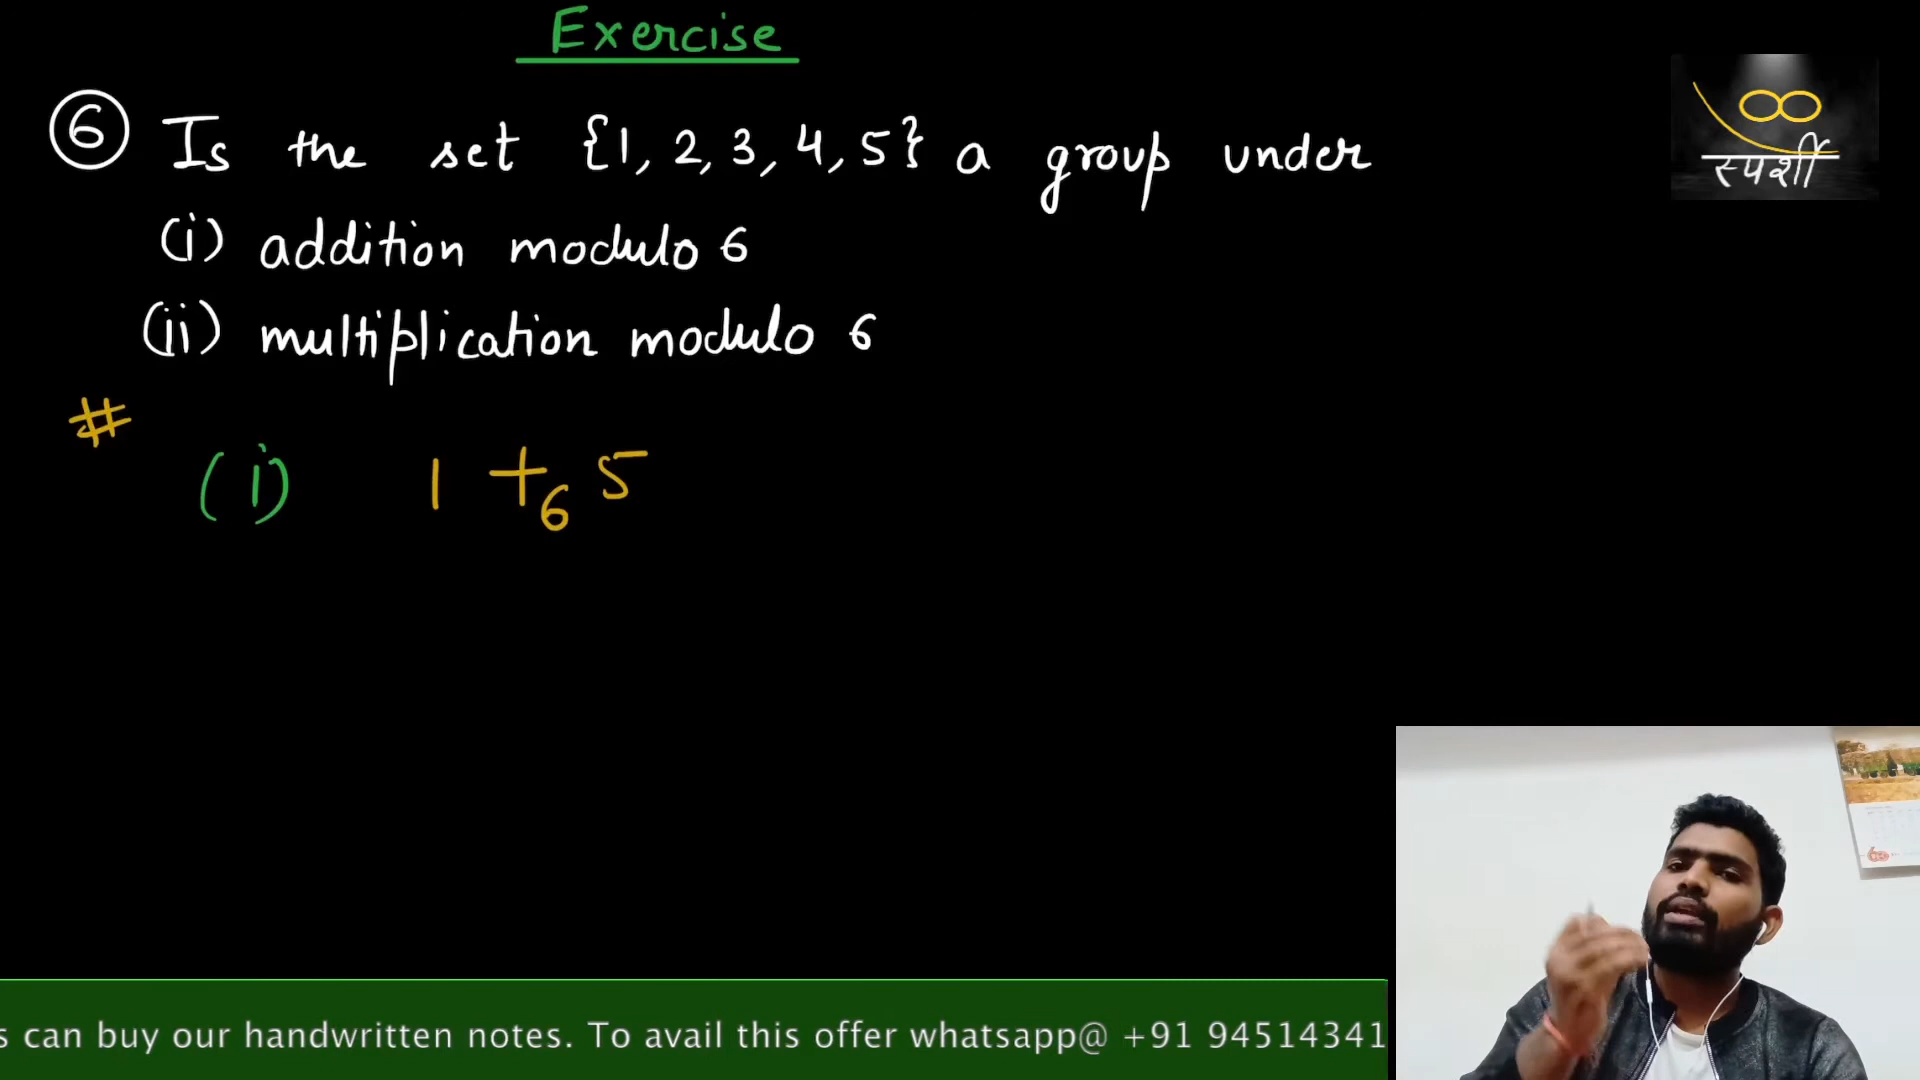 Exercise
⑥ Is the set {1, 2, 3, 4, 5} a group under
(i) addition modulo 6
(ii) multiplication modulo 6
#
(i) 1 +₆ 5
स्पर्शी
s can buy our handwritten notes. To avail this offer whatsapp@ +91 94514341